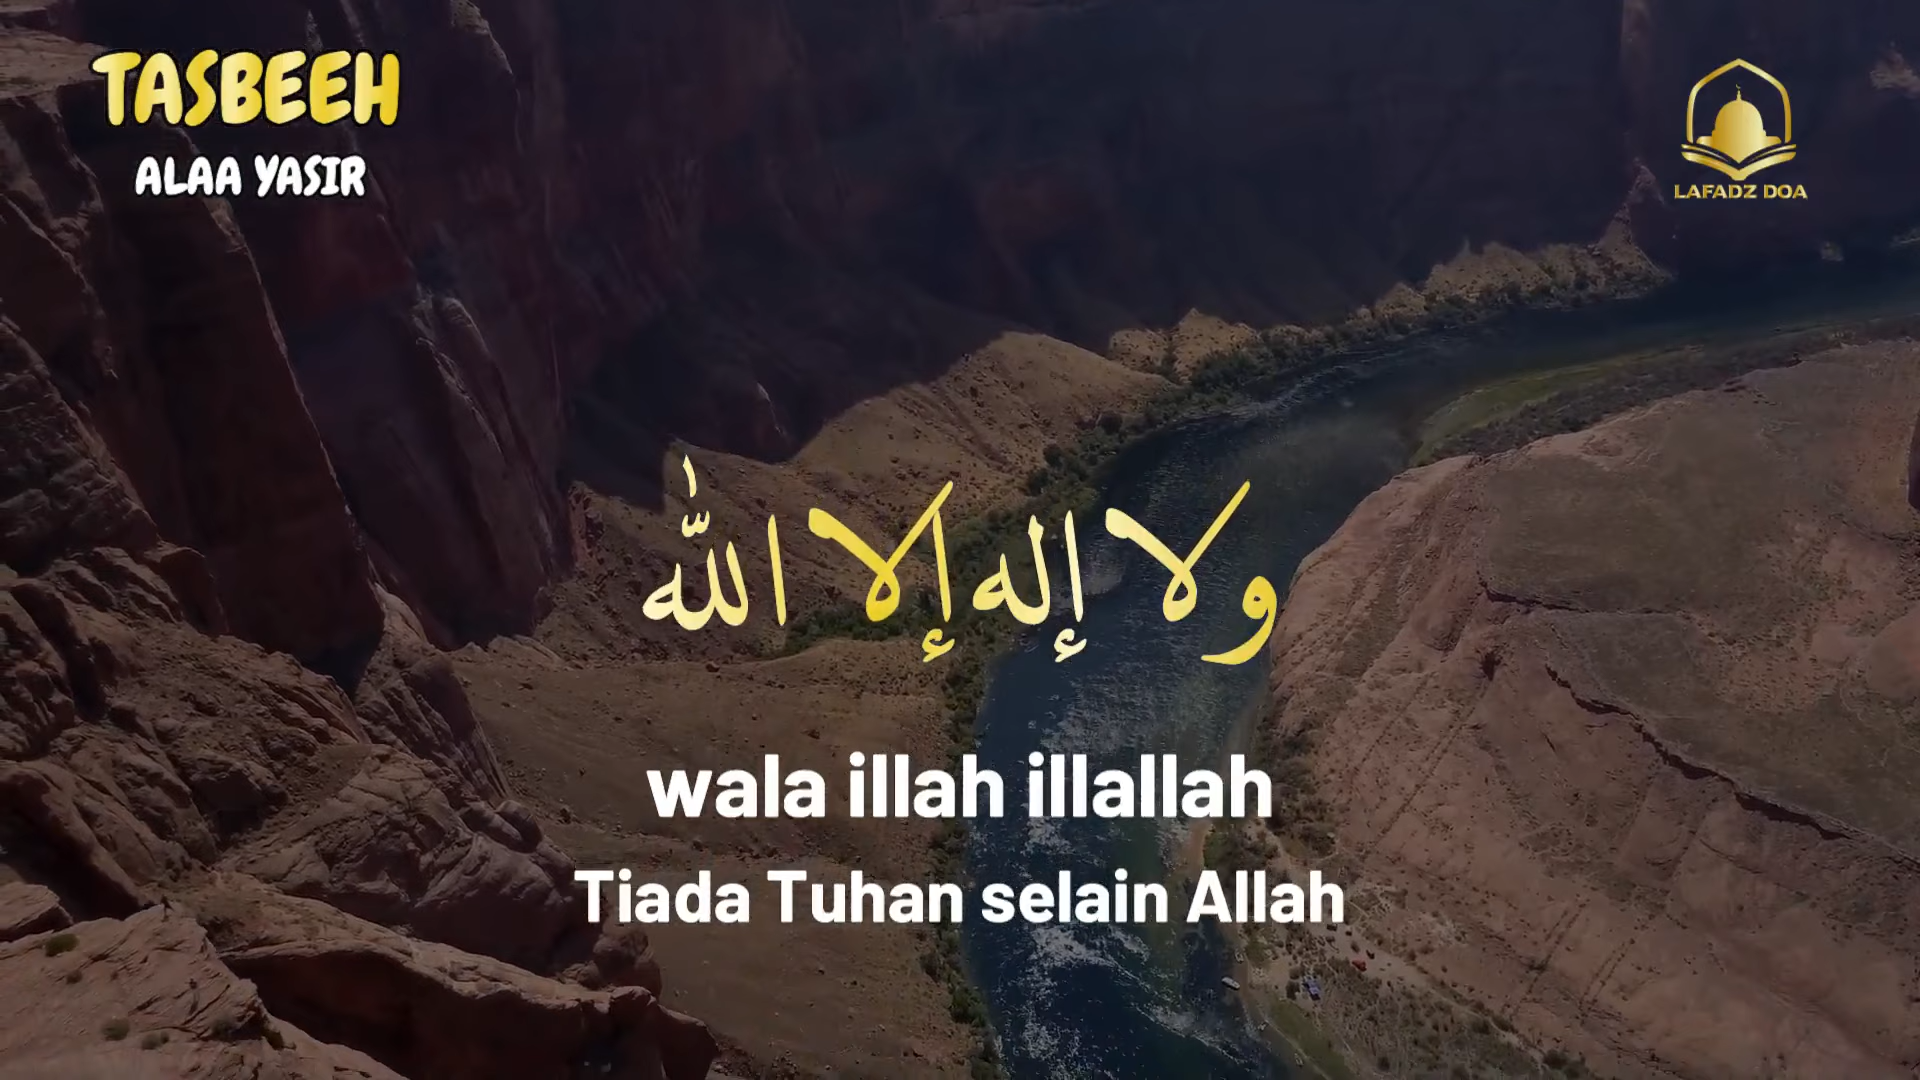 TASBEEH
ALAA YASIR
LAFADZ DOA
ولا إله إلا الله
wala illah illallah
Tiada Tuhan selain Allah